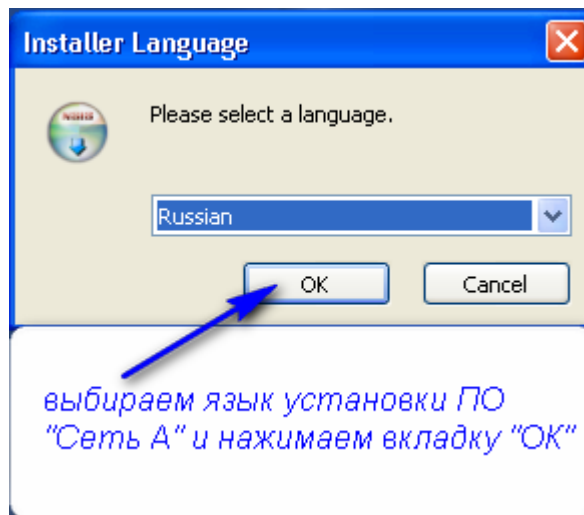 Installer Language
Please select a language.
Russian
OK
Cancel
выбираем язык установки ПО
"Сеть А" и нажимаем вкладку "ОК"